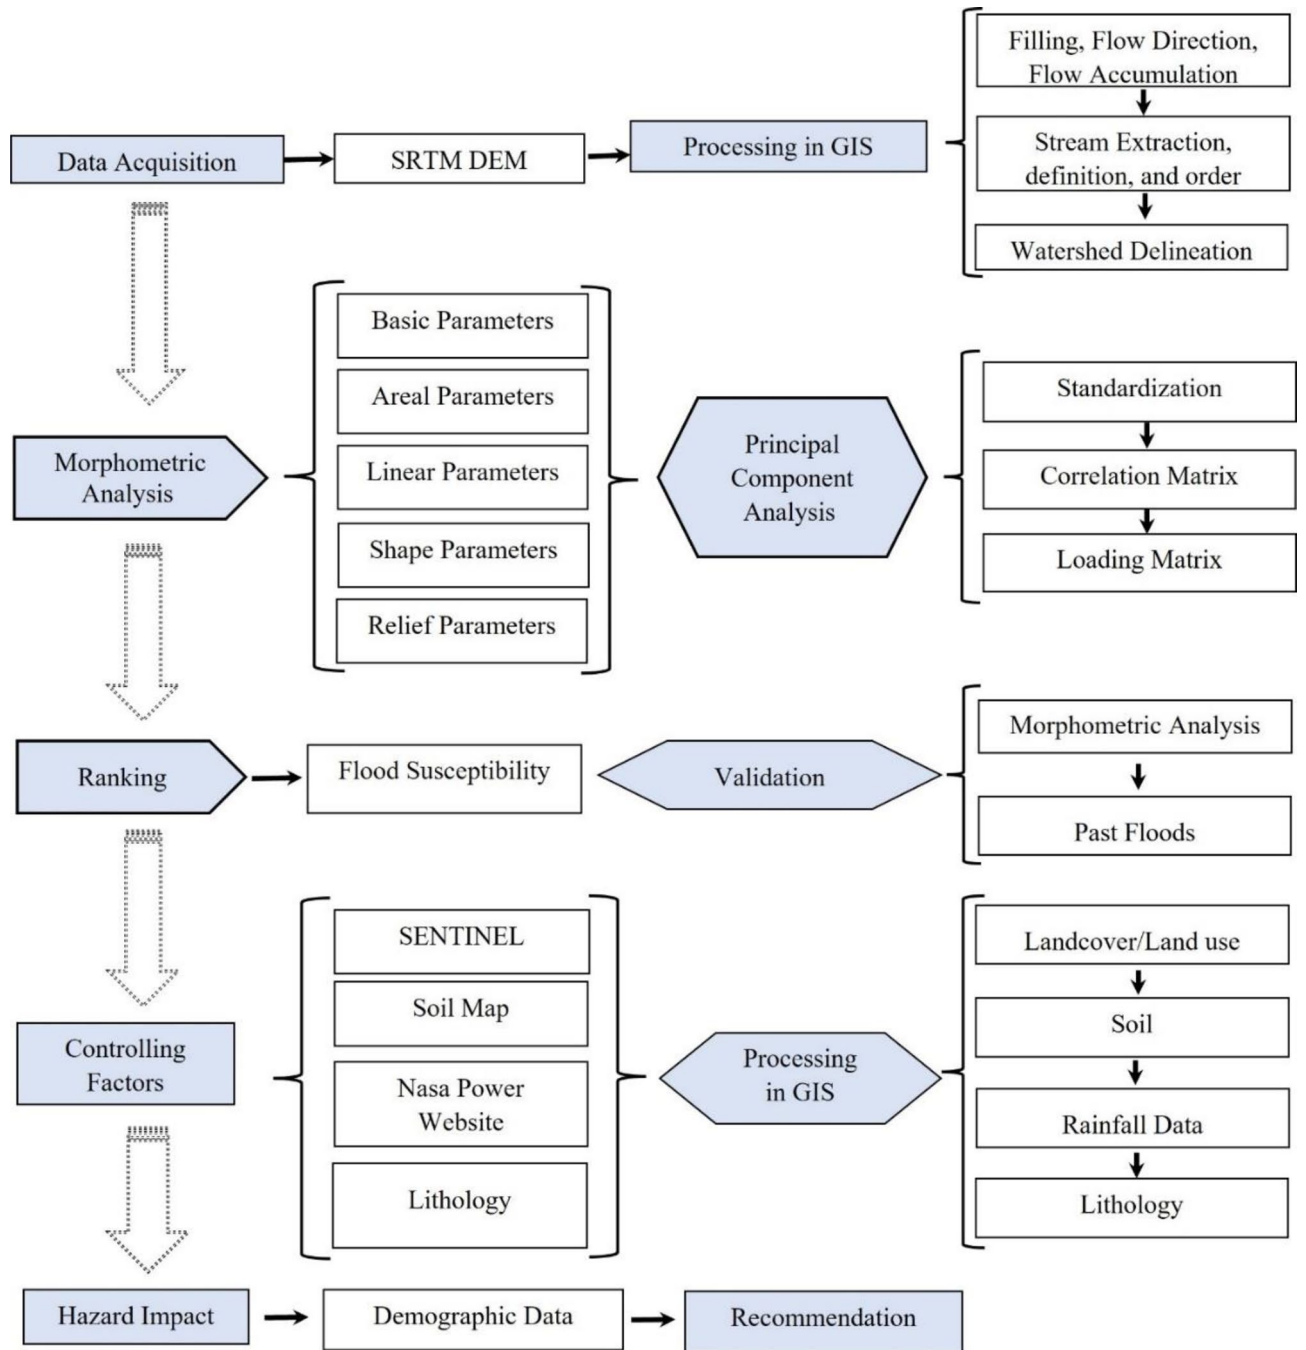 Data Acquisition
SRTM DEM
Processing in GIS
Filling, Flow Direction,
Flow Accumulation
Stream Extraction,
definition, and order
Watershed Delineation
Morphometric
Analysis
Basic Parameters
Areal Parameters
Linear Parameters
Shape Parameters
Relief Parameters
Principal
Component
Analysis
Standardization
Correlation Matrix
Loading Matrix
Ranking
Flood Susceptibility
Validation
Morphometric Analysis
Past Floods
Controlling
Factors
SENTINEL
Soil Map
Nasa Power
Website
Lithology
Processing
in GIS
Landcover/Land use
Soil
Rainfall Data
Lithology
Hazard Impact
Demographic Data
Recommendation